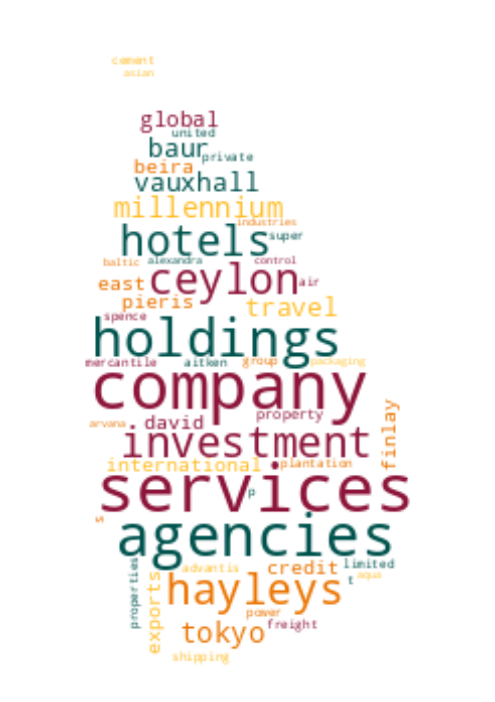 cement
asian
global
united
baur
private
beira
vauxhall
millennium
industries
hotels
super
baltic
alexandra
control
ceylon
air
east
pieris
travel
spence
holdings
mercantile
aitken
group
packaging
company
finlay
arvana
david
property
investment
international
plantation
services
p
s
agencies
properties
exports
advantis
credit
limited
t
aqua
hayleys
power
tokyo
freight
shipping